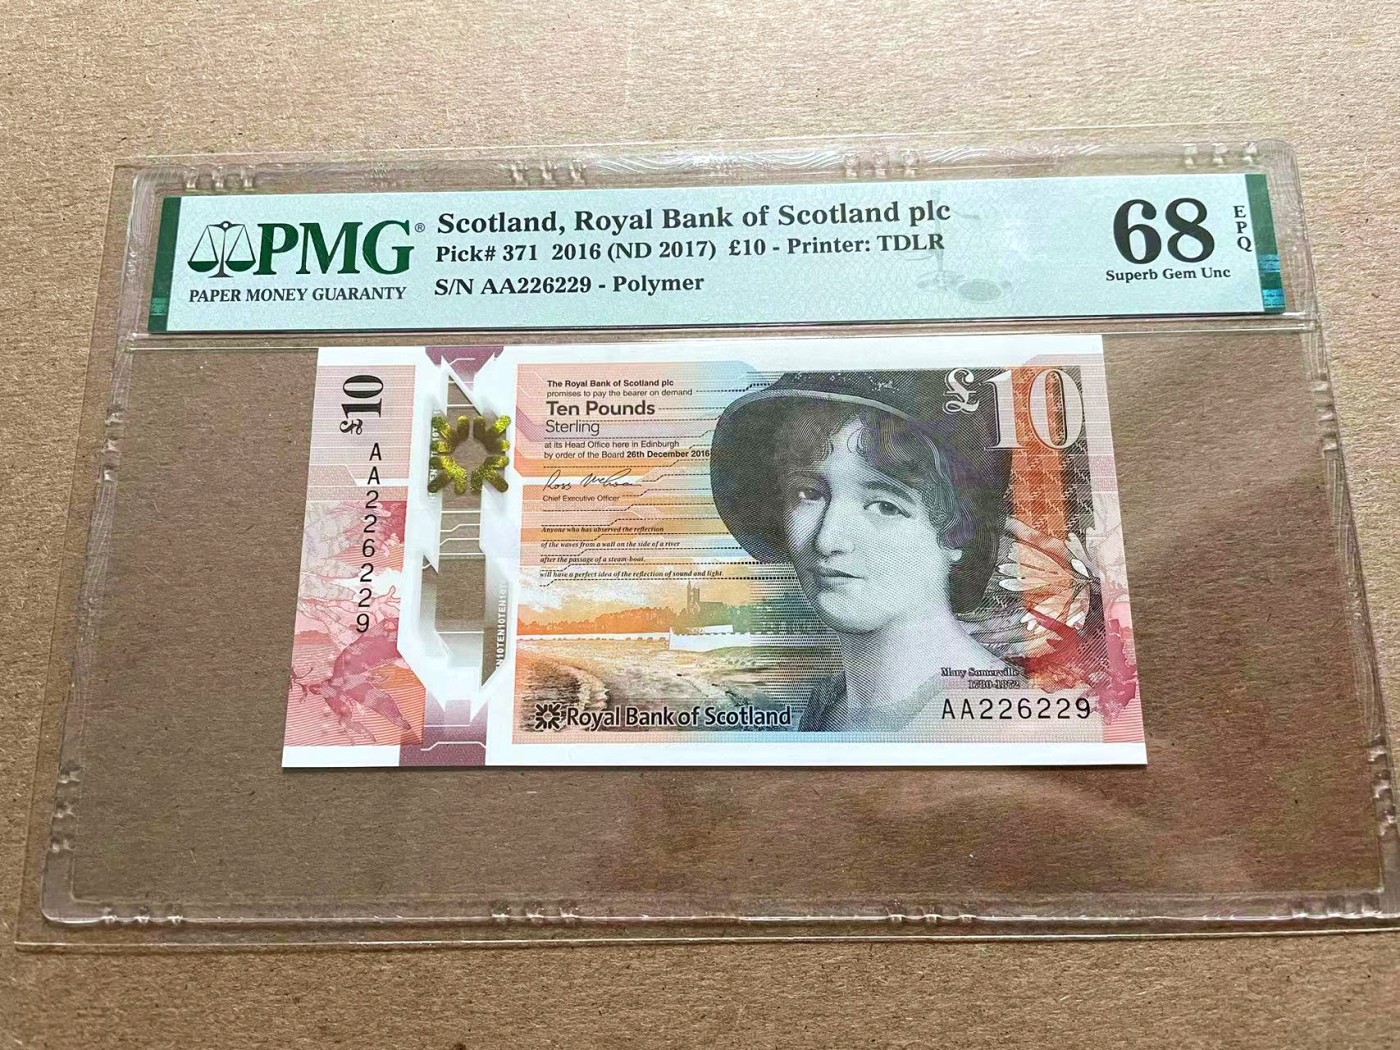 PMG®
PAPER MONEY GUARANTY
Scotland, Royal Bank of Scotland plc
Pick# 371 2016 (ND 2017) £10 - Printer: TDLR
S/N AA226229 - Polymer
68
EPQ
Superb Gem Unc
£10
AA226229
The Royal Bank of Scotland plc
promises to pay the bearer on demand
Ten Pounds
Sterling
at its Head Office here in Edinburgh
by order of the Board 26th December 2016
Chief Executive Officer
Anyone who has observed the reflection
of the waves from a wall on the side of a river
after the passage of a steam-boat,
will have a perfect idea of the reflection of sound and light.
£10
TEN10TEN10TEN10
Mary Somerville
1780-1872
Royal Bank of Scotland
AA226229